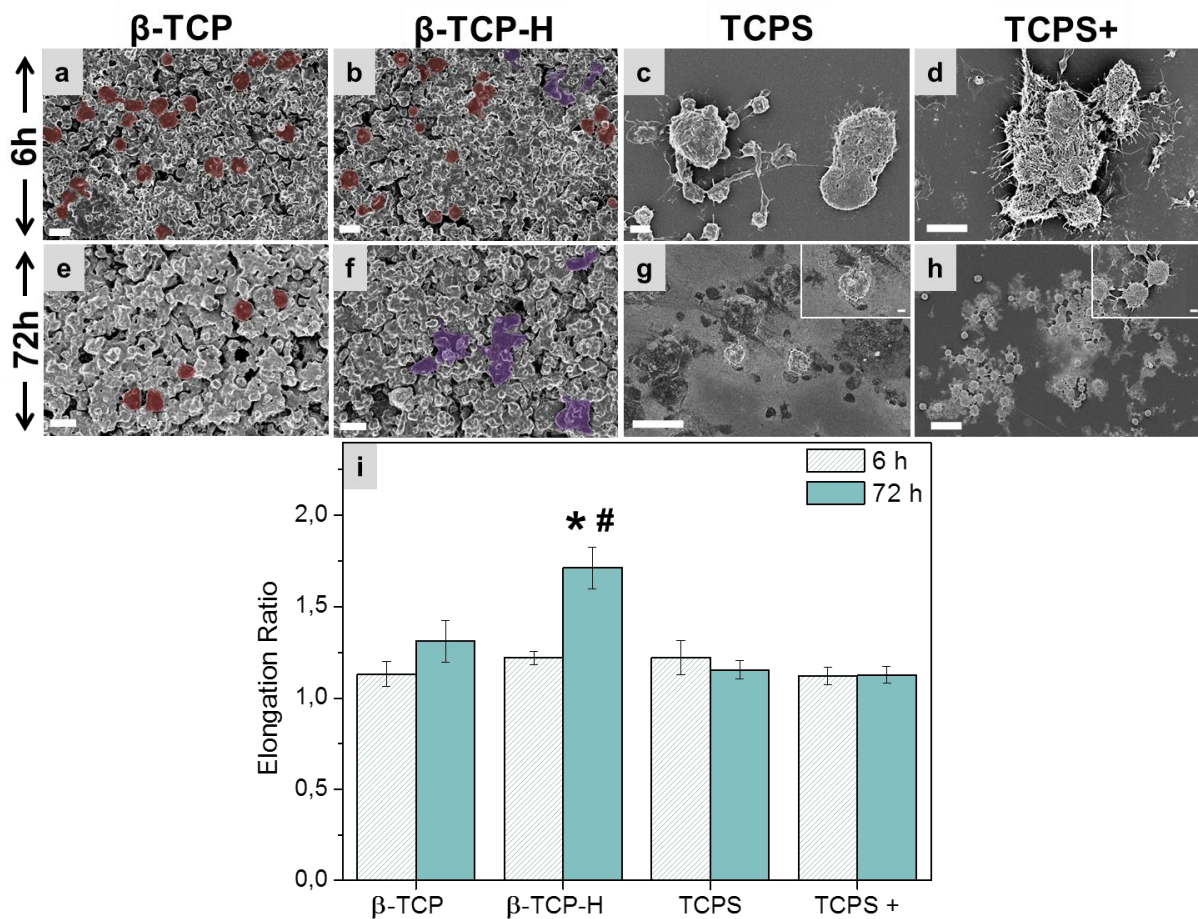 β-TCP β-TCP-H TCPS TCPS+
6h
a b c d
72h
e f g h
i
6 h
72 h
* #
Elongation Ratio
2,0
1,5
1,0
0,5
0,0
β-TCP β-TCP-H TCPS TCPS +